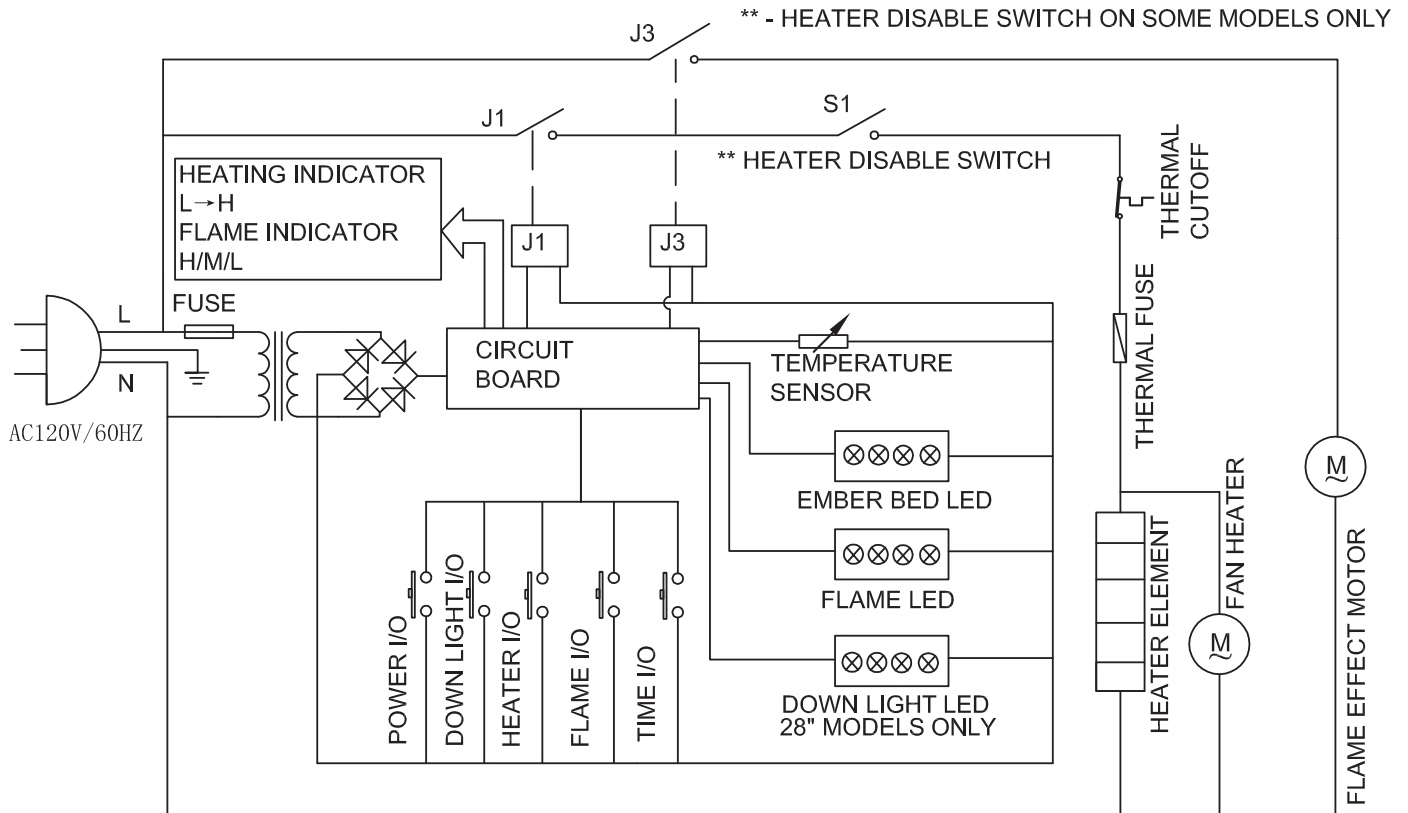 ** - HEATER DISABLE SWITCH ON SOME MODELS ONLY
J3
J1
S1
** HEATER DISABLE SWITCH
THERMAL
CUTOFF
HEATING INDICATOR
L→H
FLAME INDICATOR
H/M/L
J1
J3
L
FUSE
N
AC120V/60HZ
CIRCUIT
BOARD
TEMPERATURE
SENSOR
THERMAL FUSE
EMBER BED LED
FLAME LED
DOWN LIGHT LED
28" MODELS ONLY
POWER I/O
DOWN LIGHT I/O
HEATER I/O
FLAME I/O
TIME I/O
HEATER ELEMENT
FAN HEATER
M
~
M
~
FLAME EFFECT MOTOR